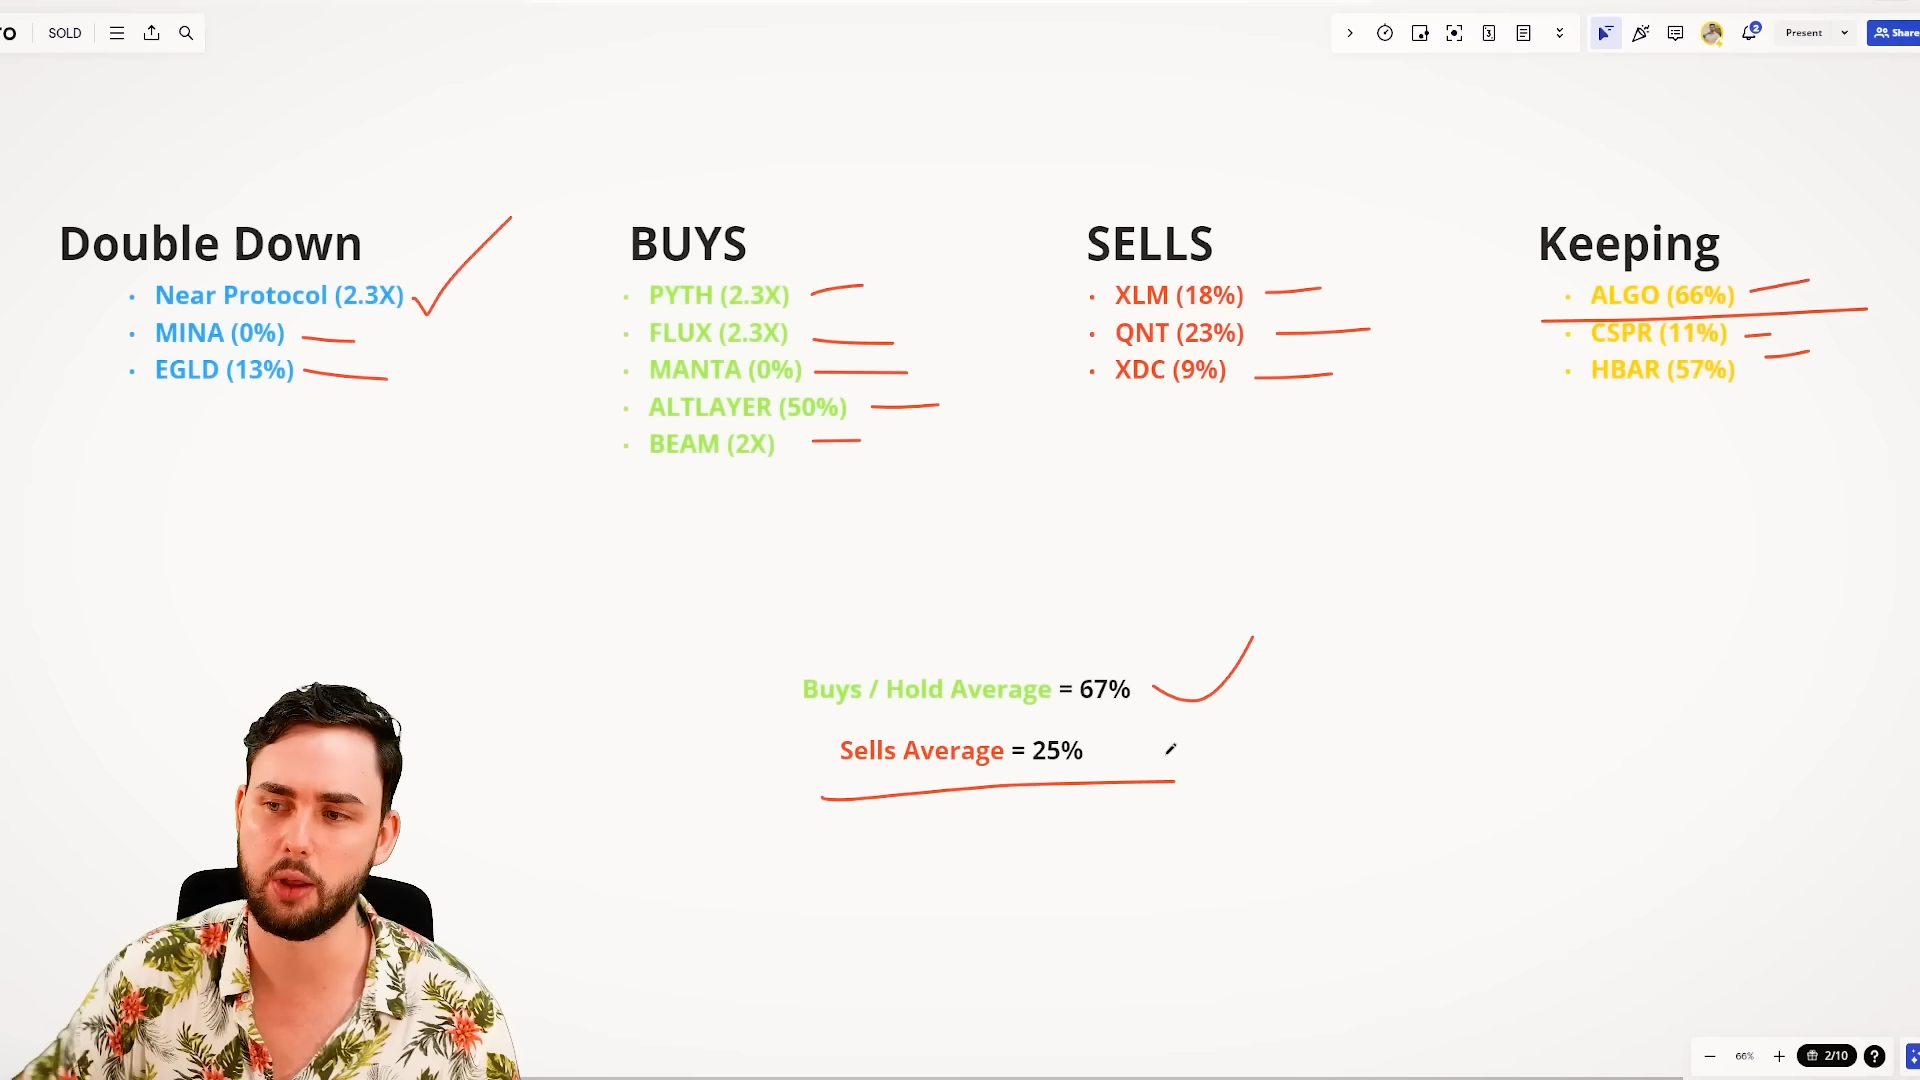 SOLD
3
2
Present
Share
Double Down
Near Protocol (2.3X)
MINA (0%)
EGLD (13%)
BUYS
PYTH (2.3X)
FLUX (2.3X)
MANTA (0%)
ALTLAYER (50%)
BEAM (2X)
SELLS
XLM (18%)
QNT (23%)
XDC (9%)
Keeping
ALGO (66%)
CSPR (11%)
HBAR (57%)
Buys / Hold Average = 67%
Sells Average = 25%
66%
2/10
?